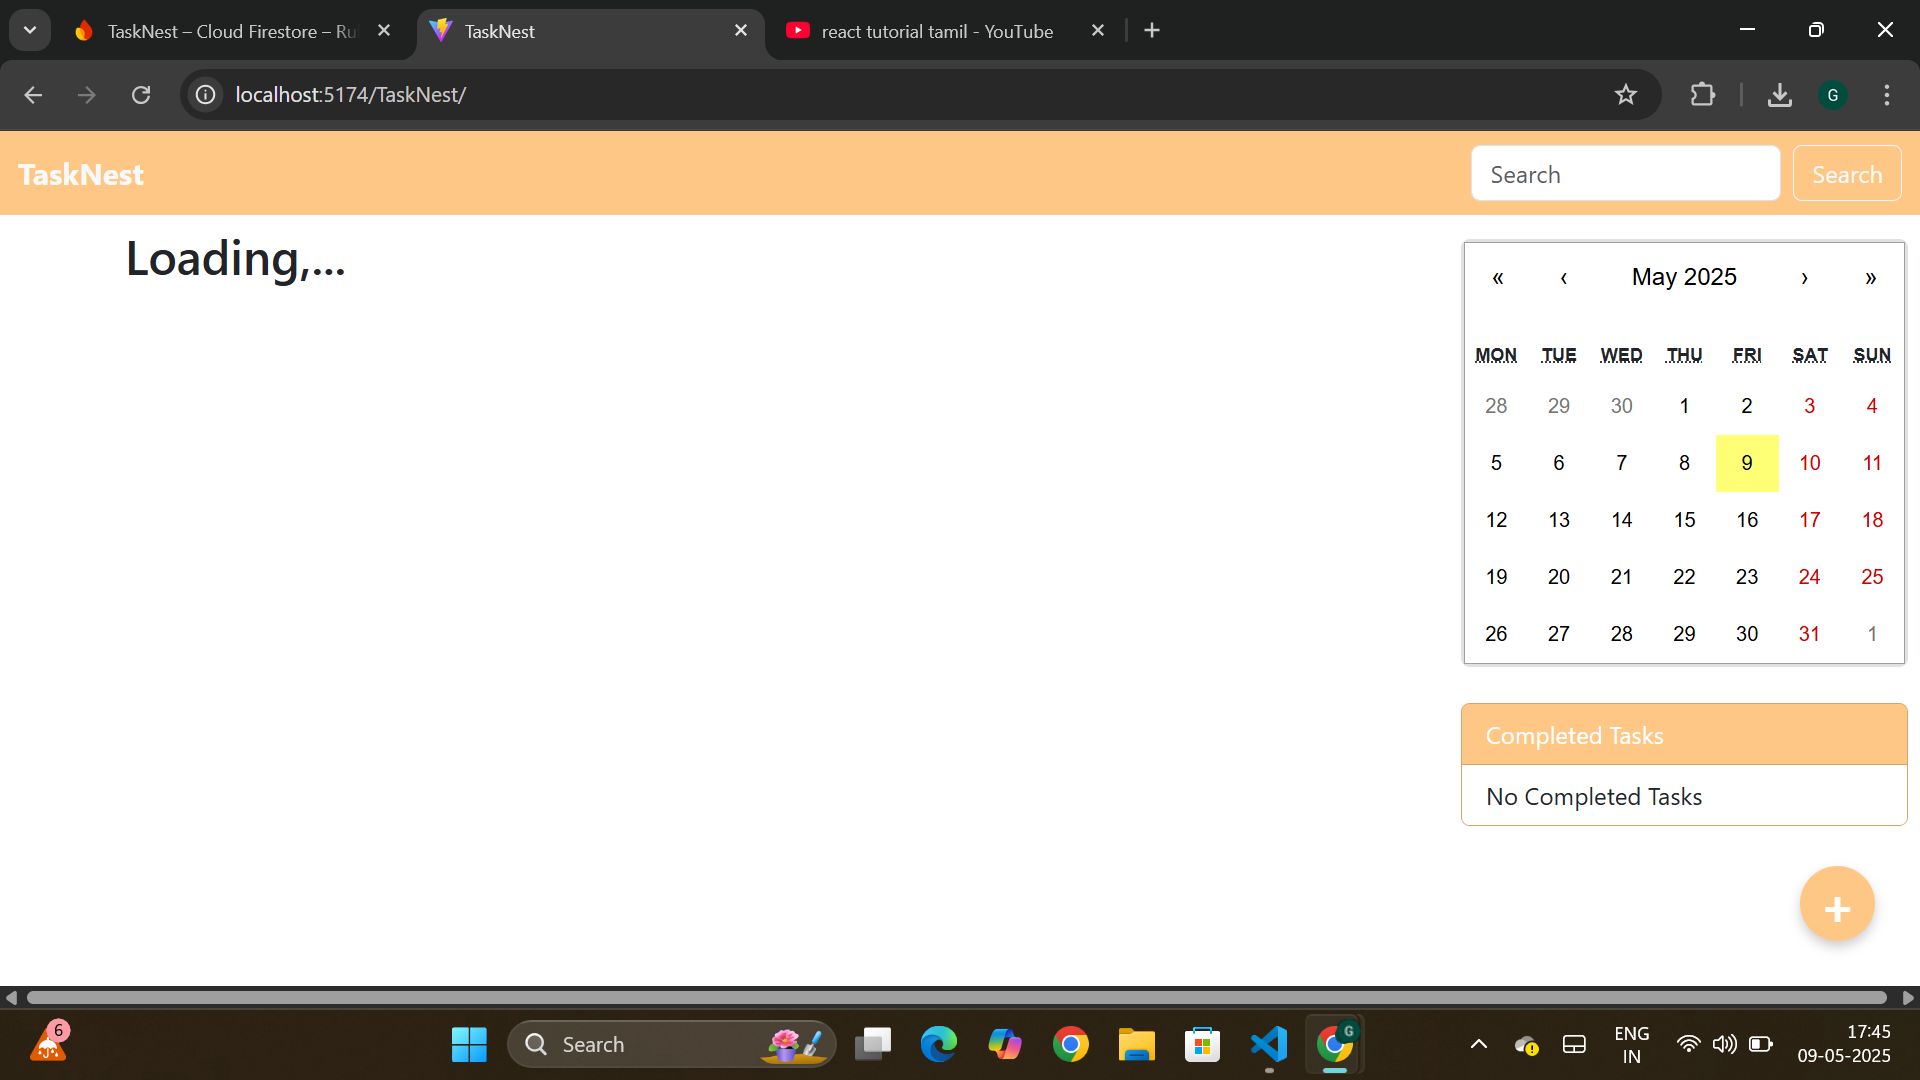 TaskNest – Cloud Firestore – Ru
TaskNest
react tutorial tamil - YouTube
localhost:5174/TaskNest/
G
TaskNest
Search
Search
Loading,...
« ‹ May 2025 › »
MON TUE WED THU FRI SAT SUN
28 29 30 1 2 3 4
5 6 7 8 9 10 11
12 13 14 15 16 17 18
19 20 21 22 23 24 25
26 27 28 29 30 31 1
Completed Tasks
No Completed Tasks
+
6
Search
G
ENG
IN
17:45
09-05-2025